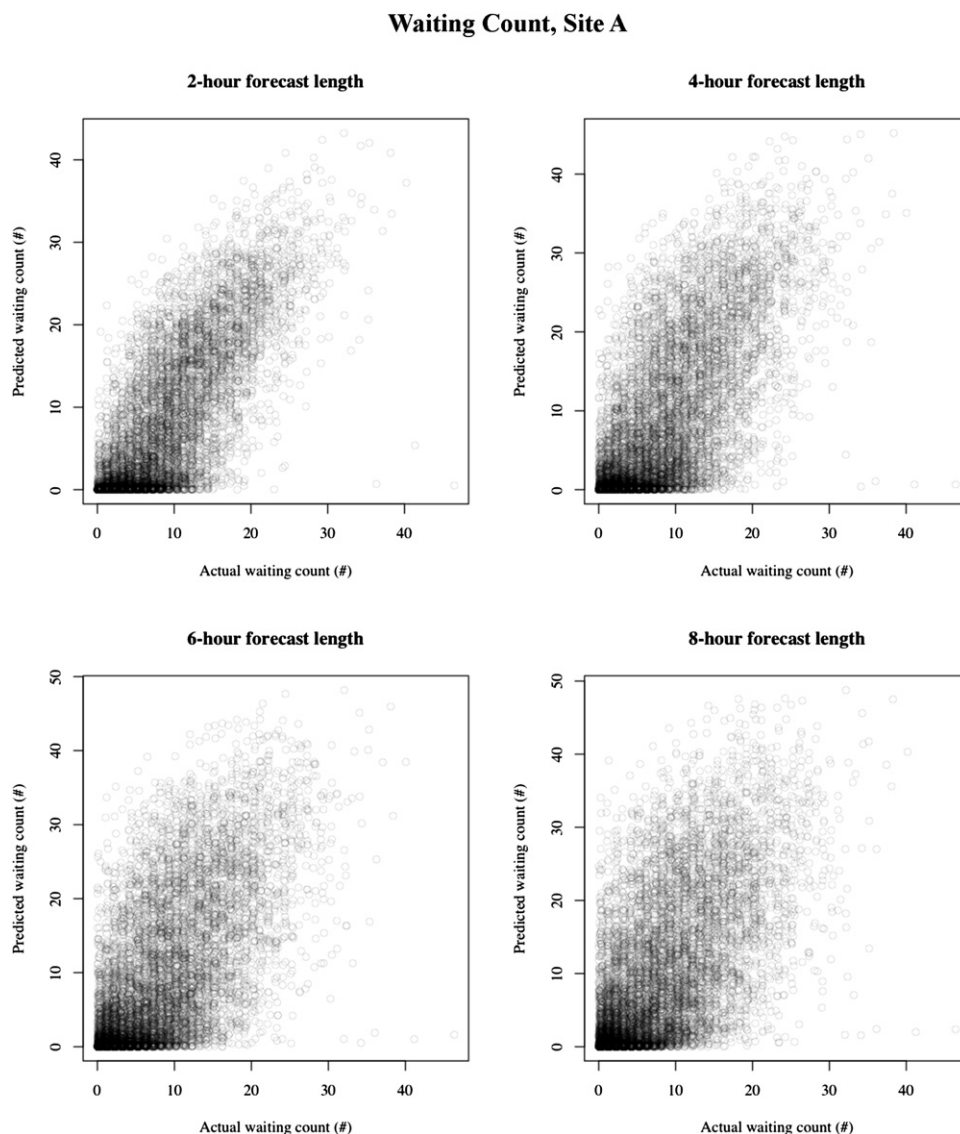 Waiting Count, Site A
2-hour forecast length
Predicted waiting count (#)
40
30
20
10
0
0 10 20 30 40
Actual waiting count (#)
4-hour forecast length
Predicted waiting count (#)
40
30
20
10
0
0 10 20 30 40
Actual waiting count (#)
6-hour forecast length
Predicted waiting count (#)
50
40
30
20
10
0
0 10 20 30 40
Actual waiting count (#)
8-hour forecast length
Predicted waiting count (#)
50
40
30
20
10
0
0 10 20 30 40
Actual waiting count (#)